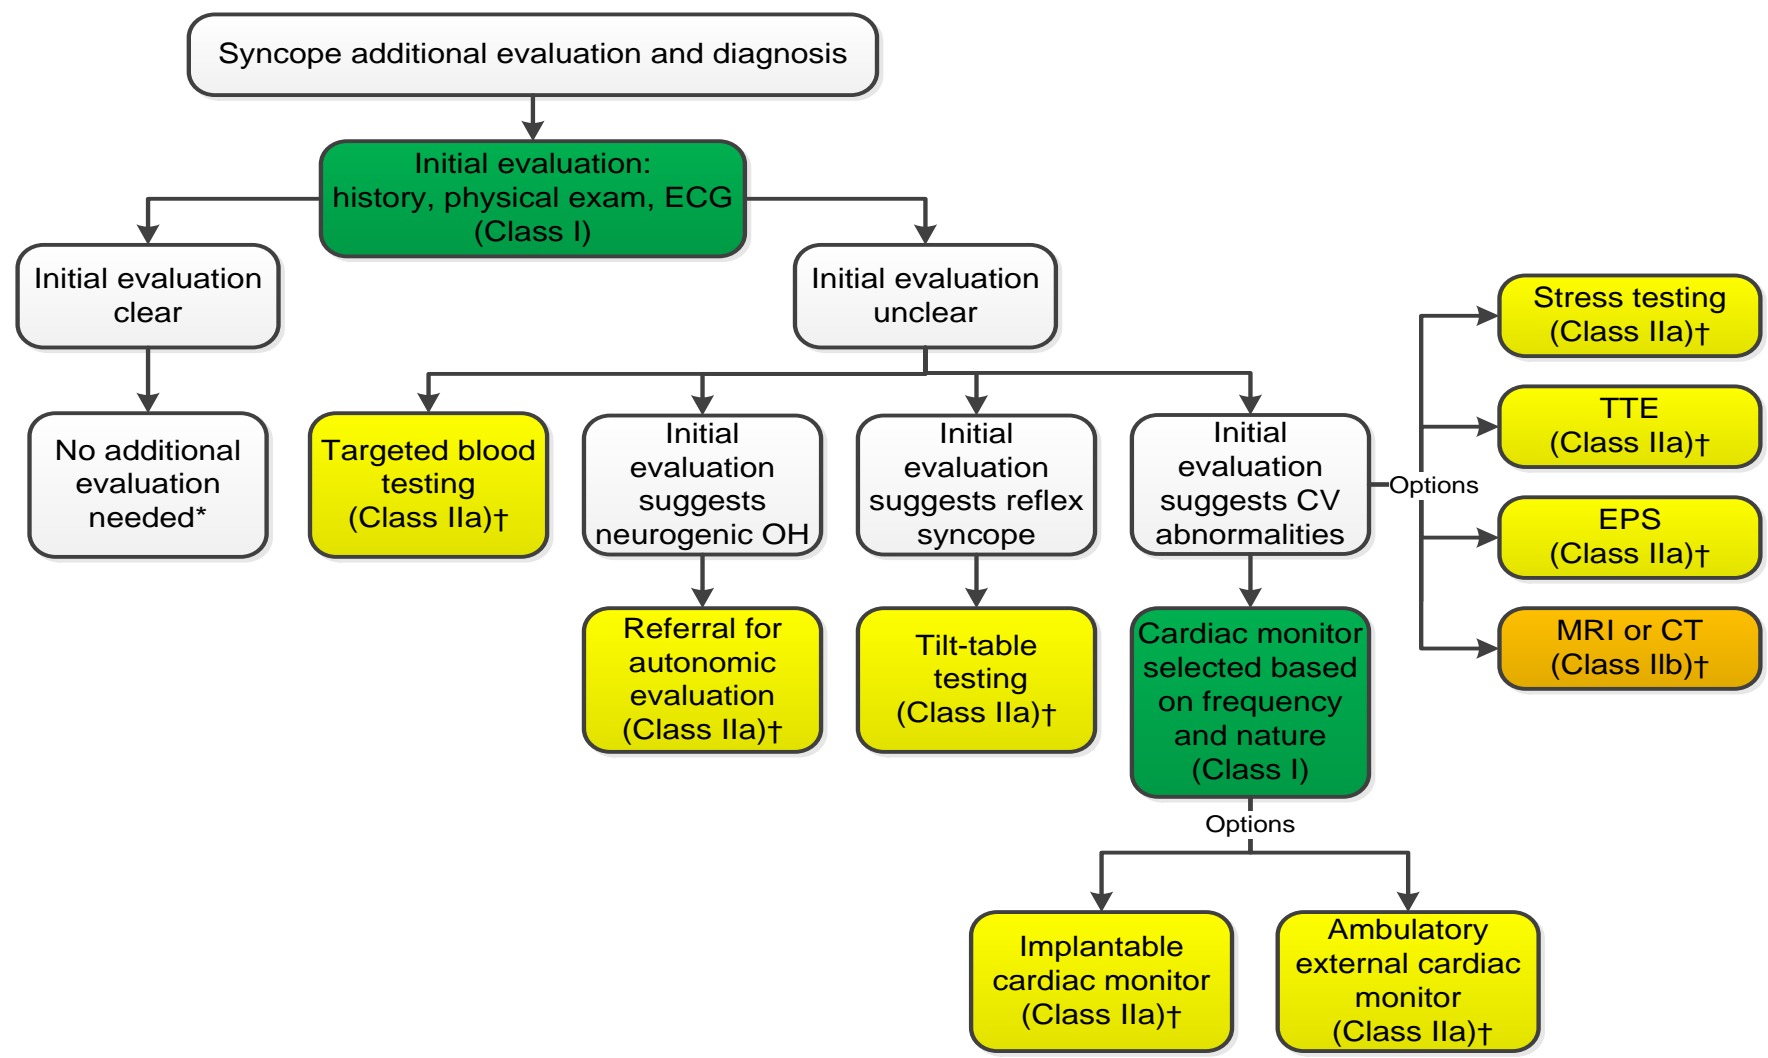 Syncope additional evaluation and diagnosis
Initial evaluation:
history, physical exam, ECG
(Class I)
Initial evaluation
clear
Initial evaluation
unclear
No additional
evaluation
needed*
Targeted blood
testing
(Class IIa)†
Initial
evaluation
suggests
neurogenic OH
Initial
evaluation
suggests reflex
syncope
Initial
evaluation
suggests CV
abnormalities
Options
Stress testing
(Class IIa)†
TTE
(Class IIa)†
EPS
(Class IIa)†
MRI or CT
(Class IIb)†
Referral for
autonomic
evaluation
(Class IIa)†
Tilt-table
testing
(Class IIa)†
Cardiac monitor
selected based
on frequency
and nature
(Class I)
Options
Implantable
cardiac monitor
(Class IIa)†
Ambulatory
external cardiac
monitor
(Class IIa)†